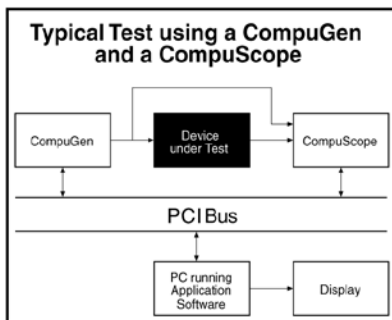 Typical Test using a CompuGen
and a CompuScope
CompuGen
Device
under Test
CompuScope
PCI Bus
PC running
Application
Software
Display